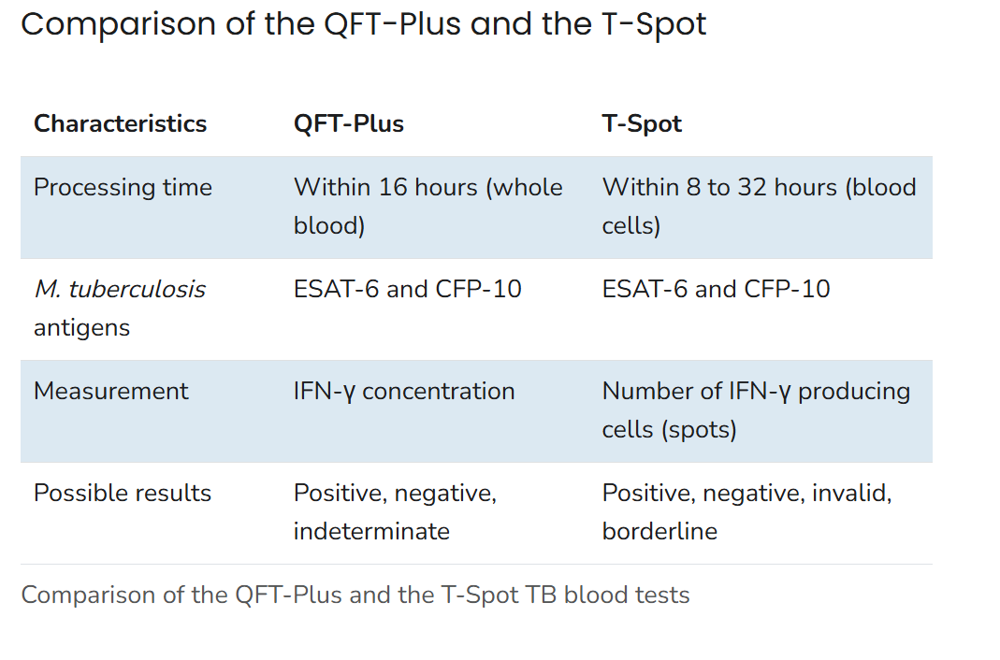 Comparison of the QFT-Plus and the T-Spot
Characteristics QFT-Plus T-Spot
Processing time Within 16 hours (whole Within 8 to 32 hours (blood
blood) cells)
M. tuberculosis ESAT-6 and CFP-10 ESAT-6 and CFP-10
antigens
Measurement IFN-γ concentration Number of IFN-γ producing
cells (spots)
Possible results Positive, negative, Positive, negative, invalid,
indeterminate borderline
Comparison of the QFT-Plus and the T-Spot TB blood tests